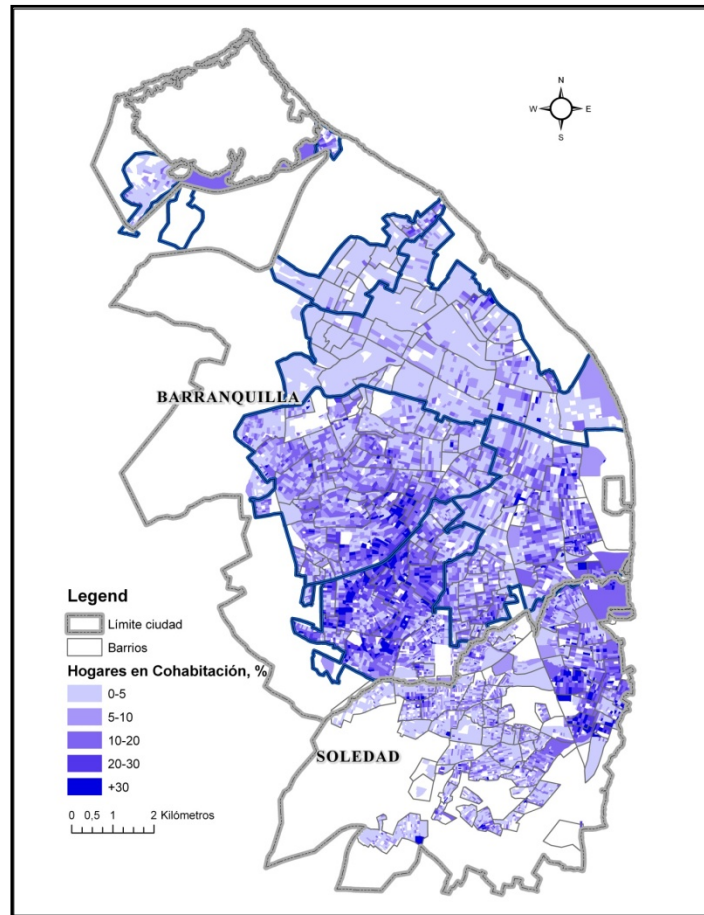 N
W E
S
BARRANQUILLA
Legend
Límite ciudad
Barrios
Hogares en Cohabitación, %
0-5
5-10
10-20
20-30
+30
SOLEDAD
0 0,5 1 2 Kilómetros